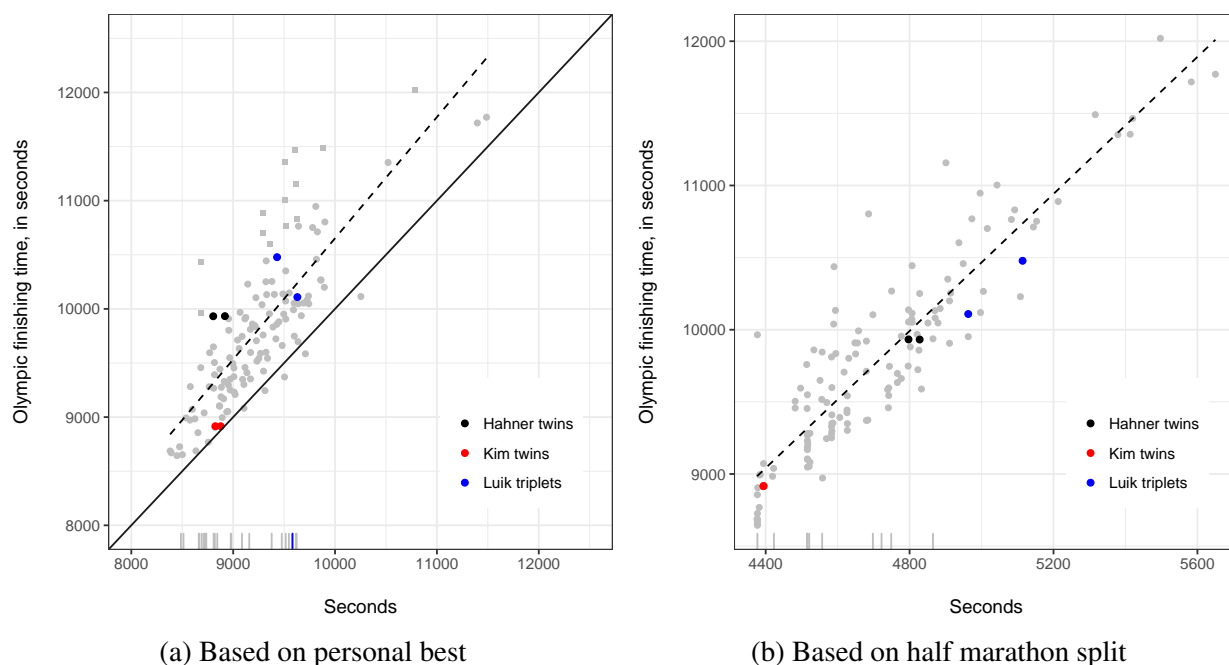 Olympic finishing time, in seconds
12000
11000
10000
9000
8000
8000 9000 10000 11000 12000
Seconds
Hahner twins
Kim twins
Luik triplets
(a) Based on personal best
Olympic finishing time, in seconds
12000
11000
10000
9000
4400 4800 5200 5600
Seconds
Hahner twins
Kim twins
Luik triplets
(b) Based on half marathon split